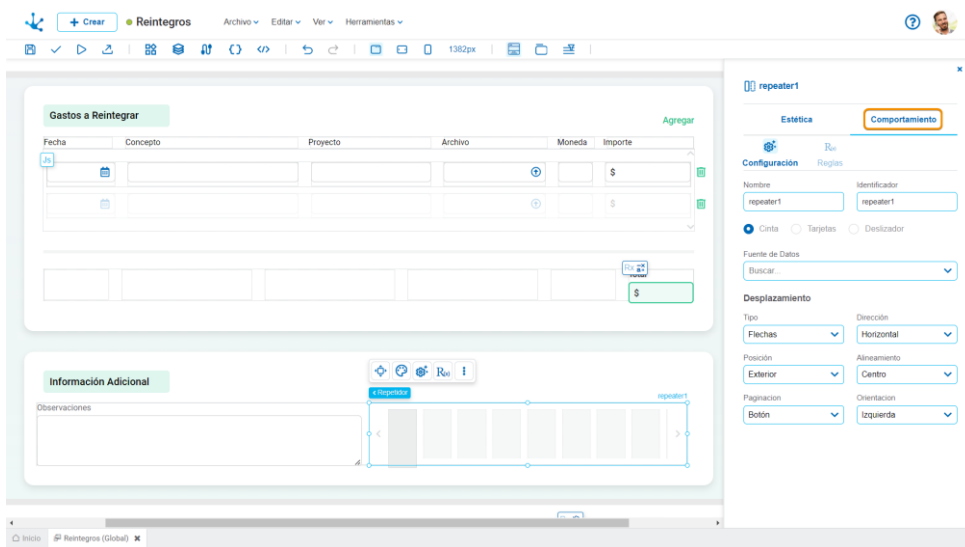 + Crear
Reintegros
Archivo Editar Ver Herramientas
?
1382px
Gastos a Reintegrar
Agregar
Fecha Concepto Proyecto Archivo Moneda Importe
Js
$
$
Rx
Total
$
Información Adicional
R(x)
< Repetidor
repeater1
Observaciones
repeater1
Estética Comportamiento
R(x)
Configuración Reglas
Nombre Identificador
repeater1 repeater1
Cinta Tarjetas Deslizador
Fuente de Datos
Buscar...
Desplazamiento
Tipo Dirección
Flechas Horizontal
Posición Alineamiento
Exterior Centro
Paginacion Orientacion
Botón Izquierda
Inicio Reintegros (Global)